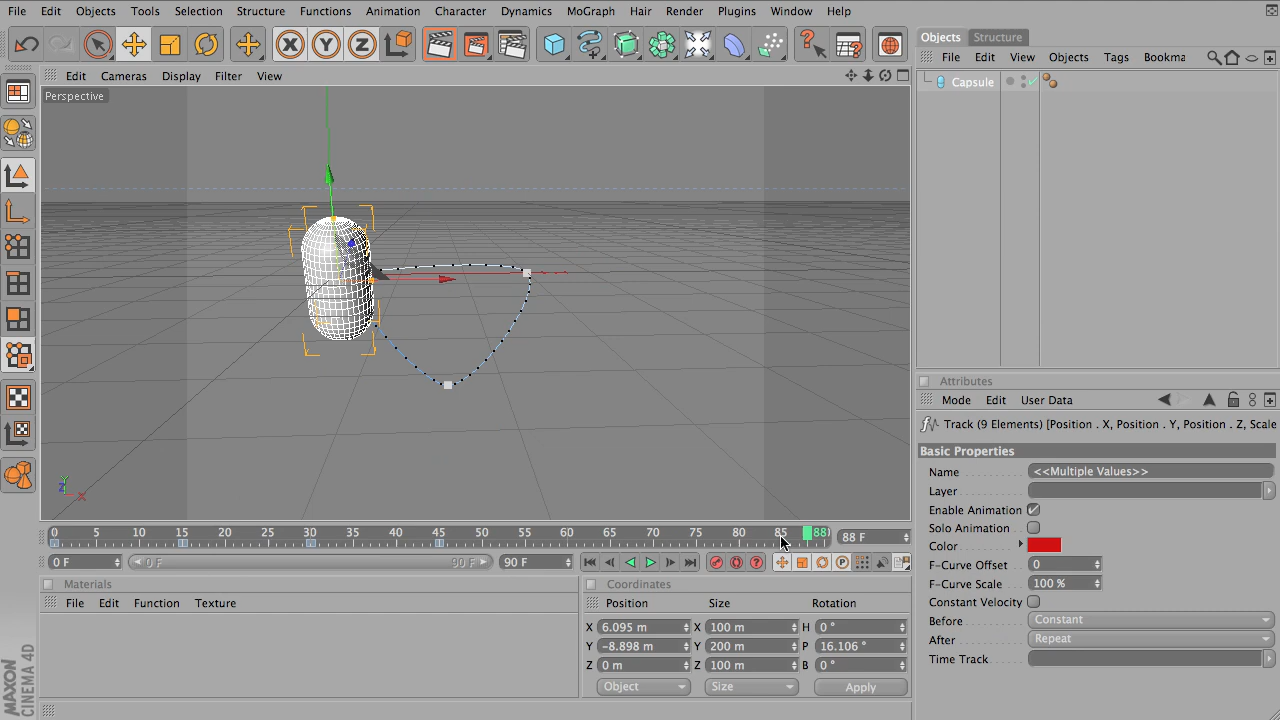 File Edit Objects Tools Selection Structure Functions Animation Character Dynamics MoGraph Hair Render Plugins Window Help
Objects Structure
File Edit View Objects Tags Bookma
Edit Cameras Display Filter View
Perspective
Capsule
Attributes
Mode Edit User Data
Track (9 Elements) [Position . X, Position . Y, Position . Z, Scale
Basic Properties
Name <<Multiple Values>>
Layer
Enable Animation
Solo Animation
Color
F-Curve Offset 0
F-Curve Scale 100 %
Constant Velocity
Before Constant
After Repeat
Time Track
Y
Z X
0 5 10 15 20 25 30 35 40 45 50 55 60 65 70 75 80 85 88 88 F
0 F 0 F 90 F 90 F
Materials
File Edit Function Texture
Coordinates
Position Size Rotation
X 6.095 m X 100 m H 0 °
Y -8.898 m Y 200 m P 16.106 °
Z 0 m Z 100 m B 0 °
Object Size Apply
MAXON
CINEMA 4D